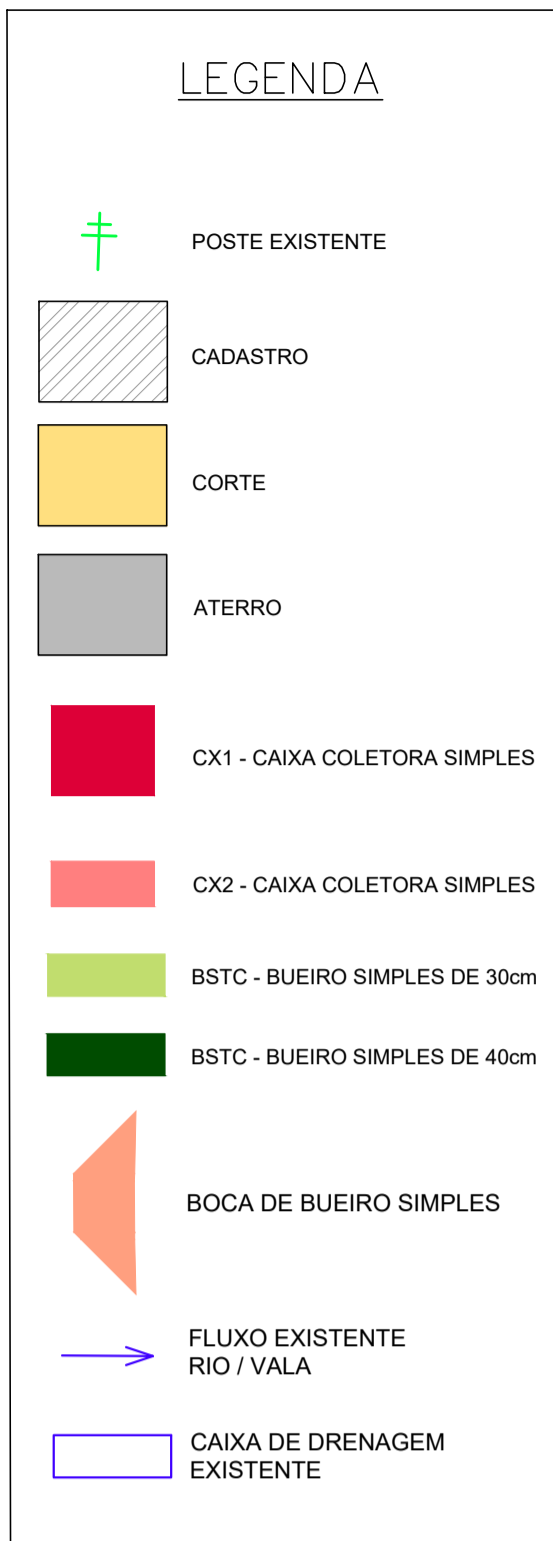 LEGENDA
POSTE EXISTENTE
CADASTRO
CORTE
ATERRO
CX1 - CAIXA COLETORA SIMPLES
CX2 - CAIXA COLETORA SIMPLES
BSTC - BUEIRO SIMPLES DE 30cm
BSTC - BUEIRO SIMPLES DE 40cm
BOCA DE BUEIRO SIMPLES
FLUXO EXISTENTE
RIO / VALA
CAIXA DE DRENAGEM
EXISTENTE